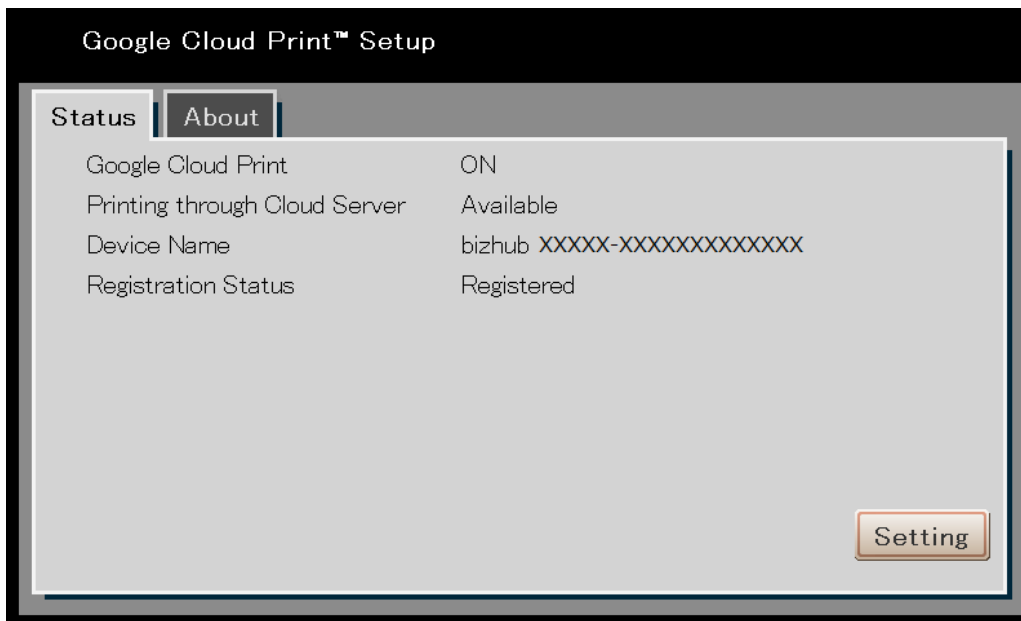 Google Cloud Print™ Setup
Status About
Google Cloud Print ON
Printing through Cloud Server Available
Device Name bizhub XXXXX-XXXXXXXXXXXXX
Registration Status Registered
Setting